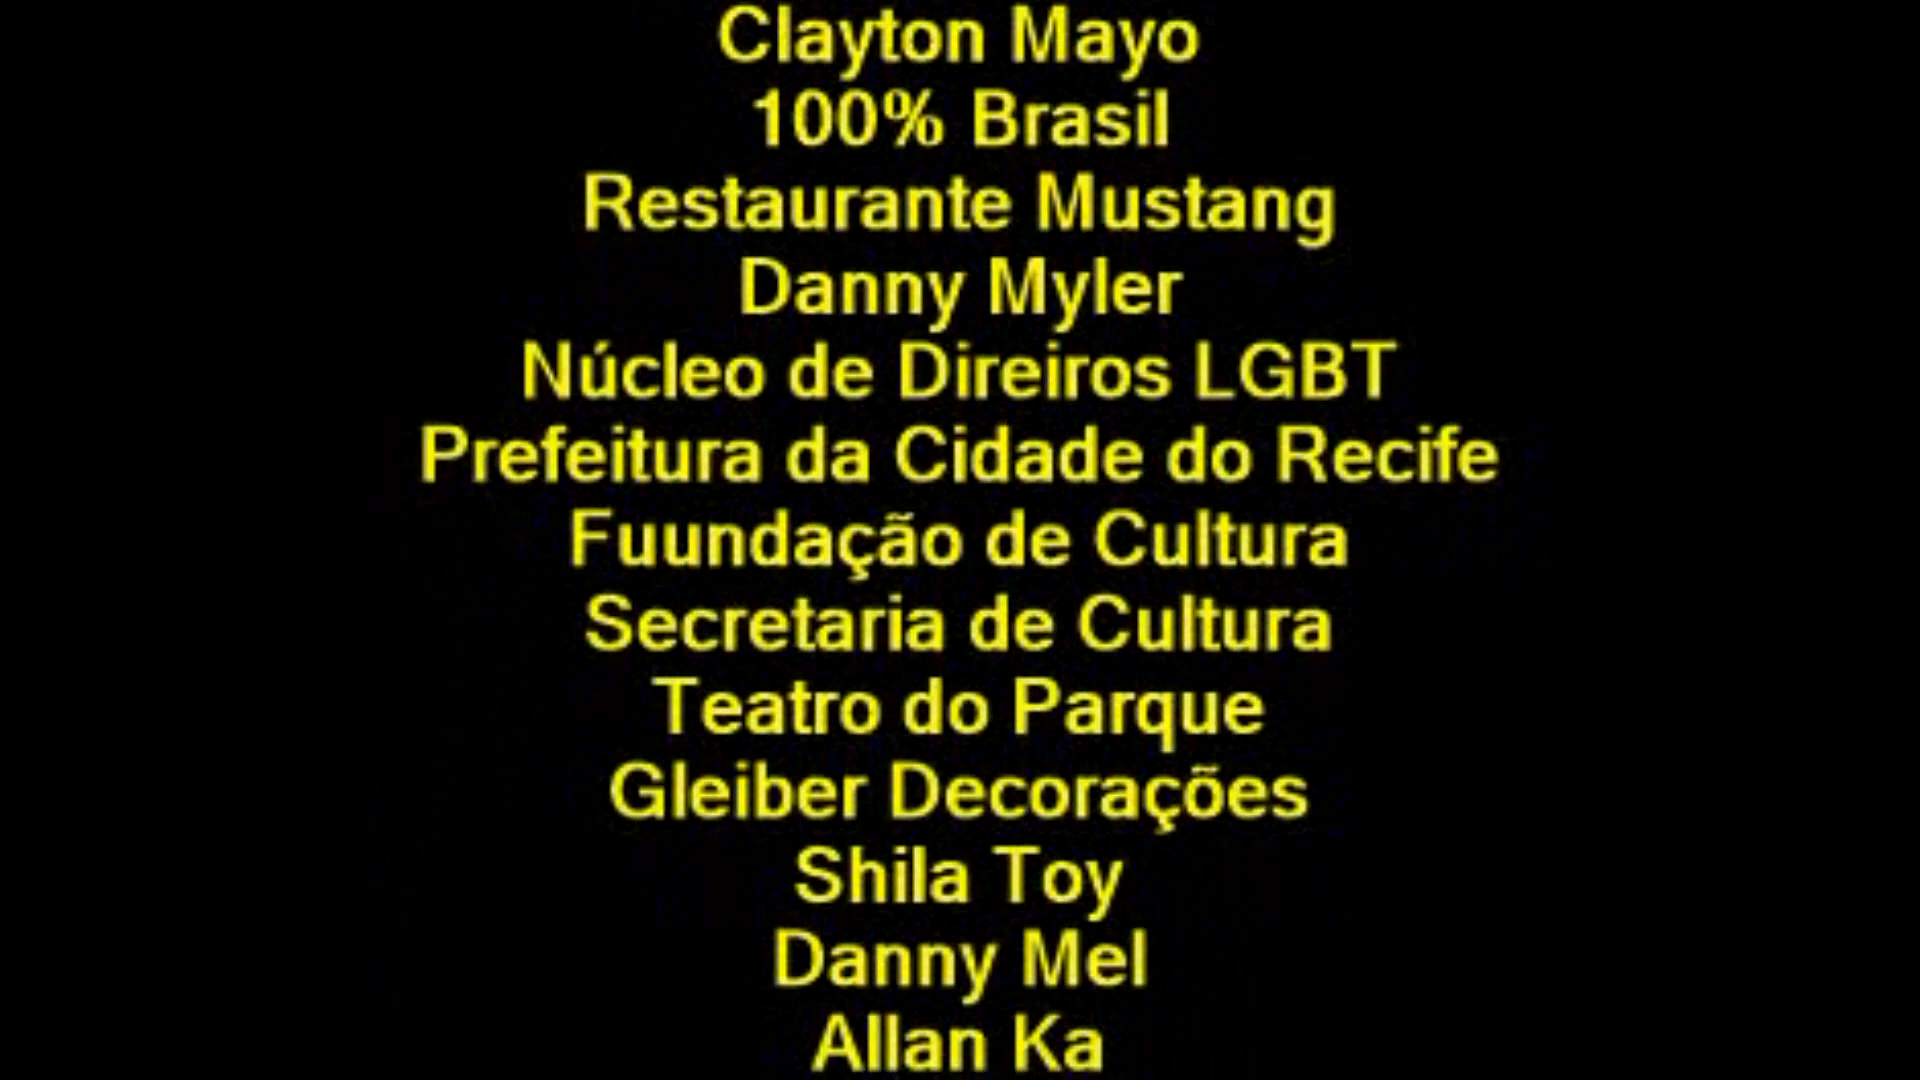 Clayton Mayo
100% Brasil
Restaurante Mustang
Danny Myler
Núcleo de Direiros LGBT
Prefeitura da Cidade do Recife
Fuundação de Cultura
Secretaria de Cultura
Teatro do Parque
Gleiber Decorações
Shila Toy
Danny Mel
Allan Ka